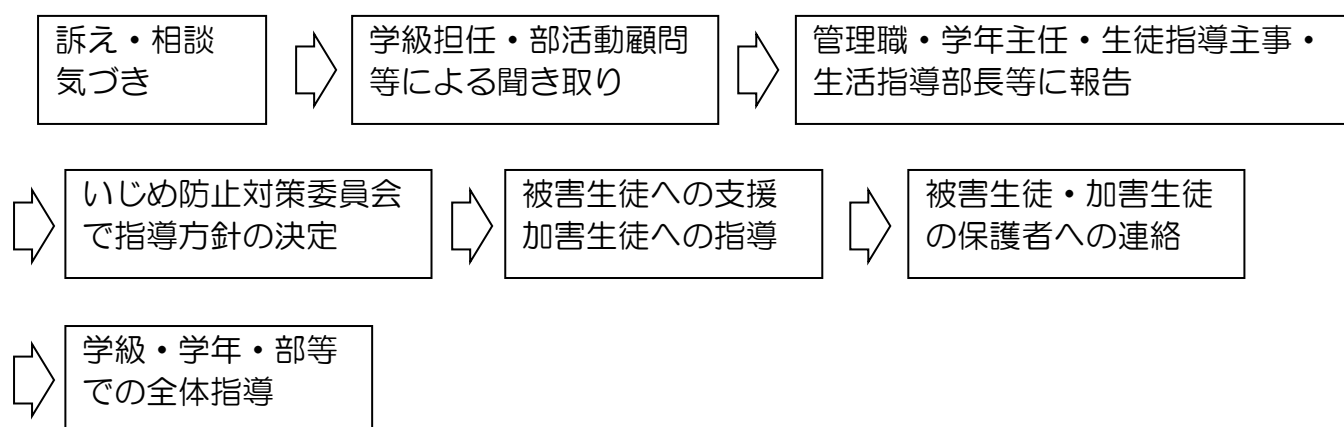 訴え・相談
気づき
学級担任・部活動顧問
等による聞き取り
管理職・学年主任・生徒指導主事・
生活指導部長等に報告
いじめ防止対策委員会
で指導方針の決定
被害生徒への支援
加害生徒への指導
被害生徒・加害生徒
の保護者への連絡
学級・学年・部等
での全体指導